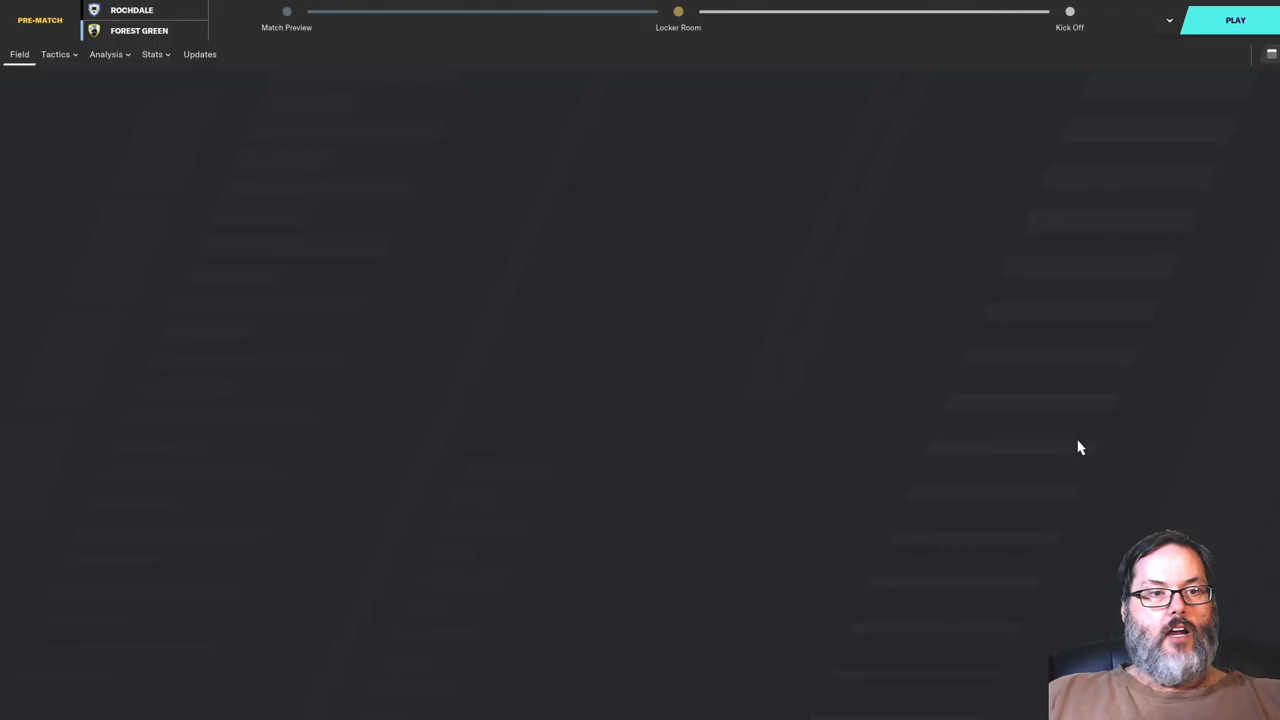 PRE-MATCH
ROCHDALE
FOREST GREEN
Match Preview
Locker Room
Kick Off
PLAY
Field Tactics Analysis Stats Updates